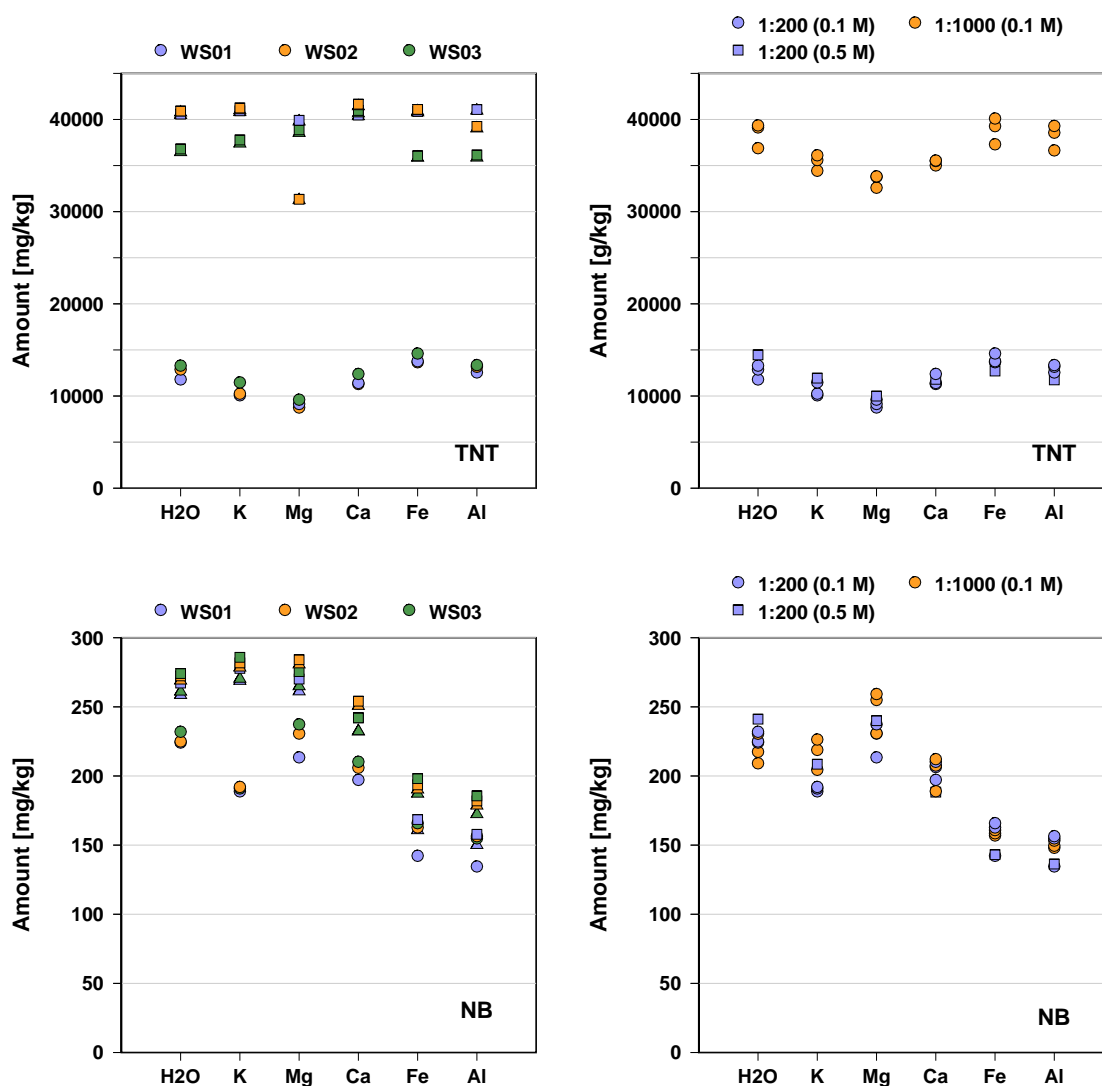 WS01 WS02 WS03
Amount [mg/kg]
40000
30000
20000
10000
0
TNT
H2O K Mg Ca Fe Al
1:200 (0.1 M) 1:1000 (0.1 M)
1:200 (0.5 M)
Amount [g/kg]
40000
30000
20000
10000
0
TNT
H2O K Mg Ca Fe Al
WS01 WS02 WS03
Amount [mg/kg]
300
250
200
150
100
50
0
NB
H2O K Mg Ca Fe Al
1:200 (0.1 M) 1:1000 (0.1 M)
1:200 (0.5 M)
Amount [mg/kg]
300
250
200
150
100
50
0
NB
H2O K Mg Ca Fe Al